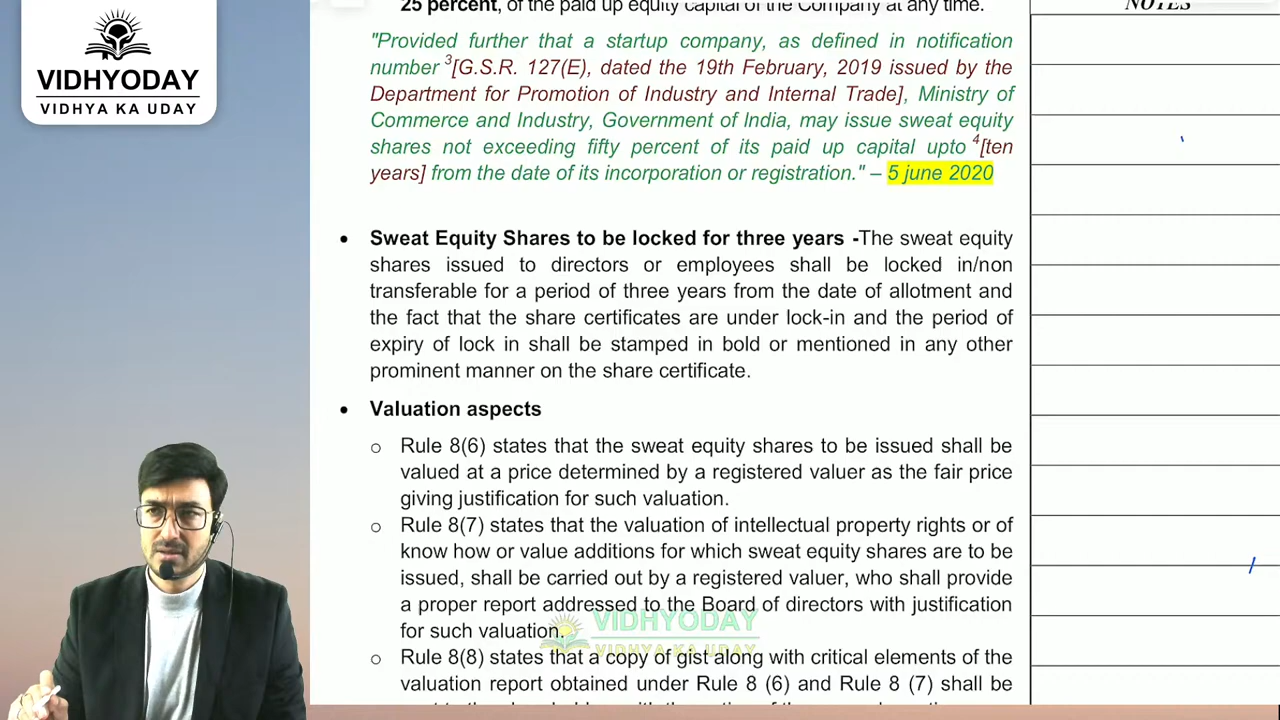 VIDHYODAY
VIDHYA KA UDAY
25 percent, of the paid up equity capital of the Company at any time.
NOTES
"Provided further that a startup company, as defined in notification
number 3[G.S.R. 127(E), dated the 19th February, 2019 issued by the
Department for Promotion of Industry and Internal Trade], Ministry of
Commerce and Industry, Government of India, may issue sweat equity
shares not exceeding fifty percent of its paid up capital upto 4[ten
years] from the date of its incorporation or registration." – 5 june 2020
• Sweat Equity Shares to be locked for three years -The sweat equity
shares issued to directors or employees shall be locked in/non
transferable for a period of three years from the date of allotment and
the fact that the share certificates are under lock-in and the period of
expiry of lock in shall be stamped in bold or mentioned in any other
prominent manner on the share certificate.
• Valuation aspects
o Rule 8(6) states that the sweat equity shares to be issued shall be
valued at a price determined by a registered valuer as the fair price
giving justification for such valuation.
o Rule 8(7) states that the valuation of intellectual property rights or of
know how or value additions for which sweat equity shares are to be
issued, shall be carried out by a registered valuer, who shall provide
a proper report addressed to the Board of directors with justification
for such valuation.
VIDHYODAY
VIDHYA KA UDAY
o Rule 8(8) states that a copy of gist along with critical elements of the
valuation report obtained under Rule 8 (6) and Rule 8 (7) shall be